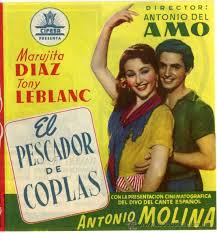 CIFESA
PRESENTA
DIRECTOR:
ANTONIO DEL
AMO
Marujita
DIAZ
Tony
LEBLANC
El
PESCADOR
DE
COPLAS
CON LA PRESENTACION CINEMATOGRAFICA
DEL DIVO DEL CANTE ESPAÑOL
ANTONIO MOLINA